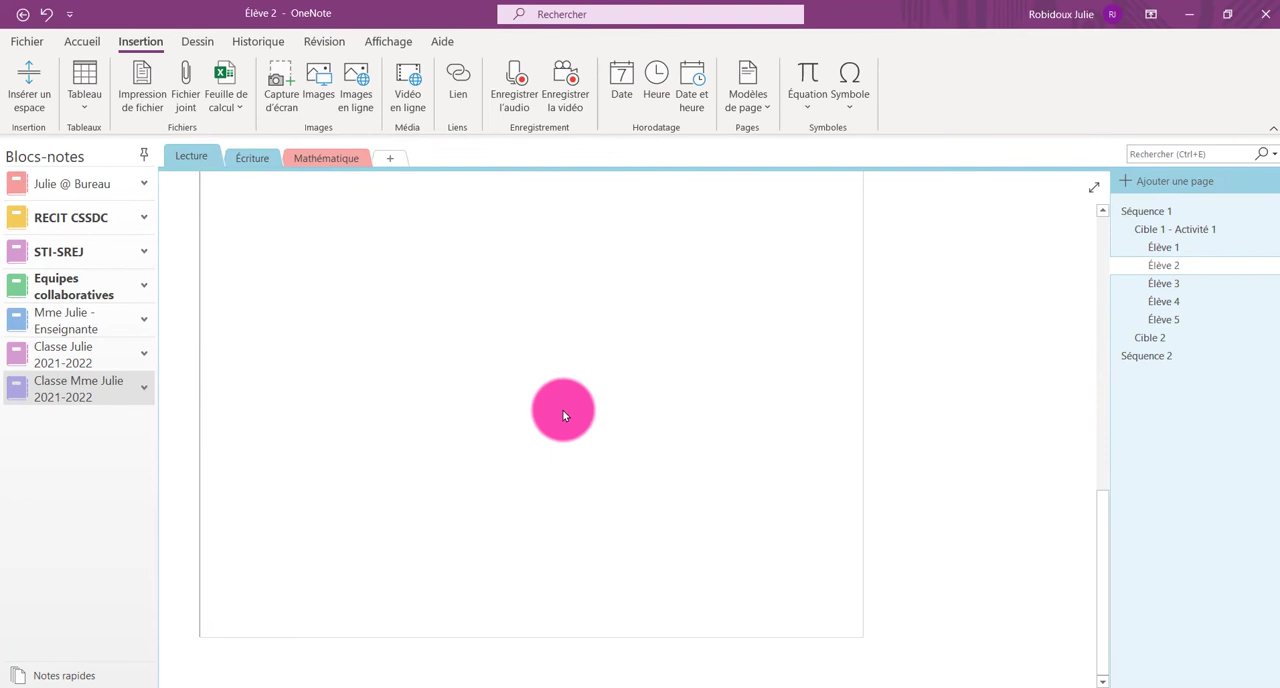 Élève 2 - OneNote
Rechercher
Robidoux Julie
RJ
Fichier
Accueil
Insertion
Dessin
Historique
Révision
Affichage
Aide
Insérer un
espace
Tableau
Impression
de fichier
Fichier
joint
Feuille de
calcul
Capture
d'écran
Images
Images
en ligne
Vidéo
en ligne
Lien
Enregistrer
l'audio
Enregistrer
la vidéo
7
Date
Heure
Date et
heure
Modèles
de page
Équation
Symbole
Insertion
Tableaux
Fichiers
Images
Média
Liens
Enregistrement
Horodatage
Pages
Symboles
Blocs-notes
Julie @ Bureau
RECIT CSSDC
STI-SREJ
Equipes
collaboratives
Mme Julie -
Enseignante
Classe Julie
2021-2022
Classe Mme Julie
2021-2022
Notes rapides
Lecture
Écriture
Mathématique
Rechercher (Ctrl+E)
Ajouter une page
Séquence 1
Cible 1 - Activité 1
Élève 1
Élève 2
Élève 3
Élève 4
Élève 5
Cible 2
Séquence 2